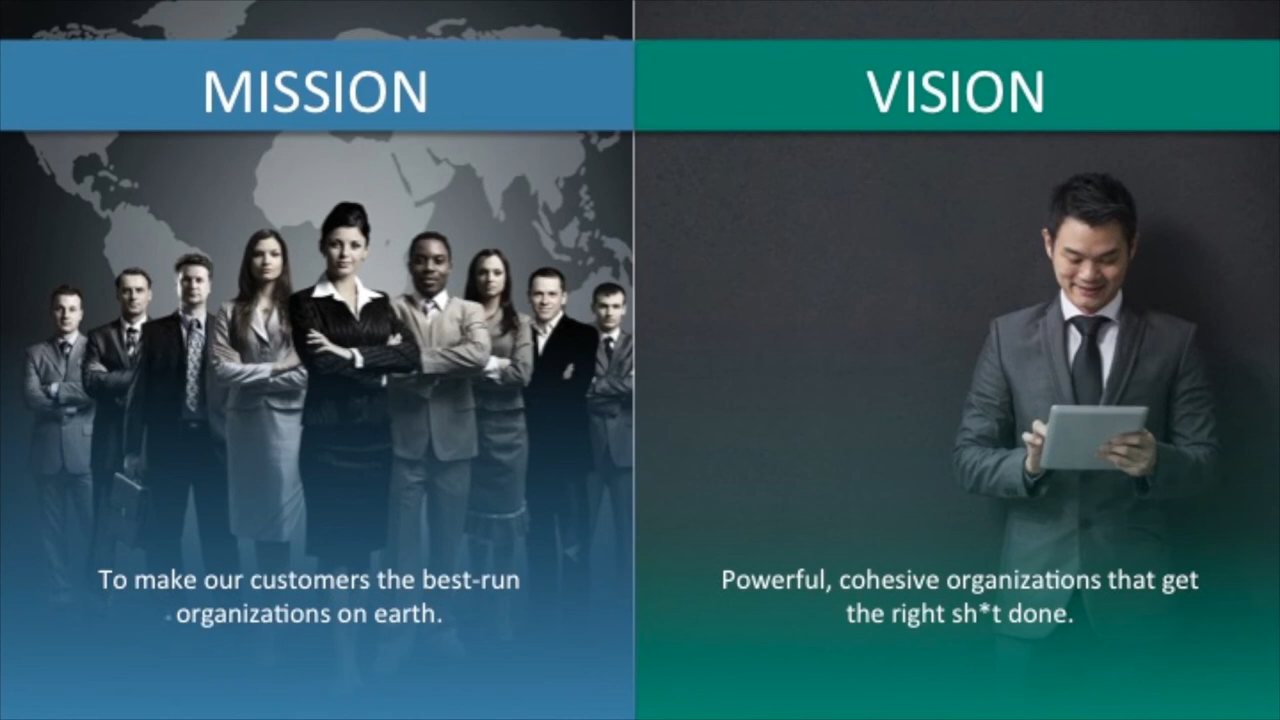 MISSION
To make our customers the best-run
organizations on earth.
VISION
Powerful, cohesive organizations that get
the right sh*t done.